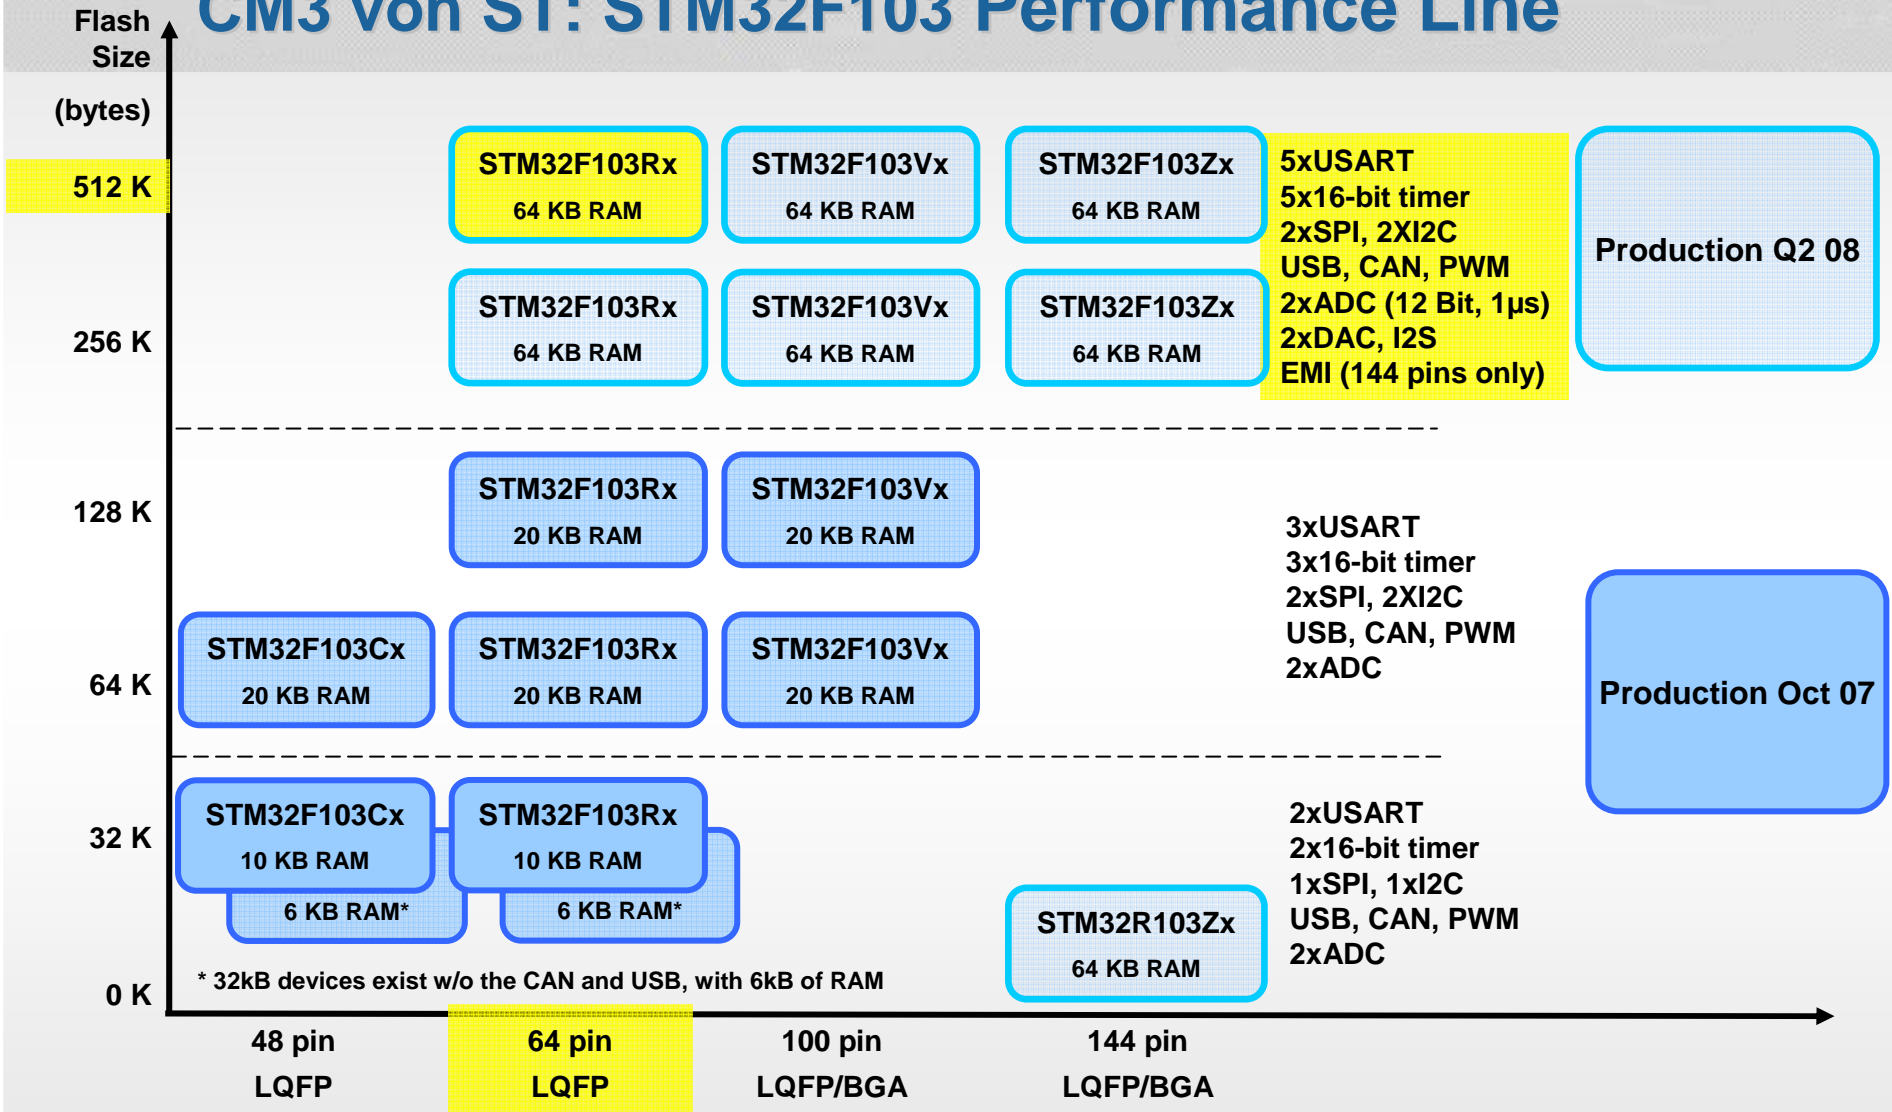 CM3 von ST: STM32F103 Performance Line
Flash
Size
(bytes)
512 K
STM32F103Rx
64 KB RAM
STM32F103Vx
64 KB RAM
STM32F103Zx
64 KB RAM
5xUSART
5x16-bit timer
2xSPI, 2XI2C
USB, CAN, PWM
2xADC (12 Bit, 1µs)
2xDAC, I2S
EMI (144 pins only)
Production Q2 08
256 K
STM32F103Rx
64 KB RAM
STM32F103Vx
64 KB RAM
STM32F103Zx
64 KB RAM
128 K
STM32F103Rx
20 KB RAM
STM32F103Vx
20 KB RAM
3xUSART
3x16-bit timer
2xSPI, 2XI2C
USB, CAN, PWM
2xADC
Production Oct 07
64 K
STM32F103Cx
20 KB RAM
STM32F103Rx
20 KB RAM
STM32F103Vx
20 KB RAM
32 K
STM32F103Cx
10 KB RAM
6 KB RAM*
STM32F103Rx
10 KB RAM
6 KB RAM*
2xUSART
2x16-bit timer
1xSPI, 1xI2C
USB, CAN, PWM
2xADC
STM32R103Zx
64 KB RAM
* 32kB devices exist w/o the CAN and USB, with 6kB of RAM
0 K
48 pin
LQFP
64 pin
LQFP
100 pin
LQFP/BGA
144 pin
LQFP/BGA